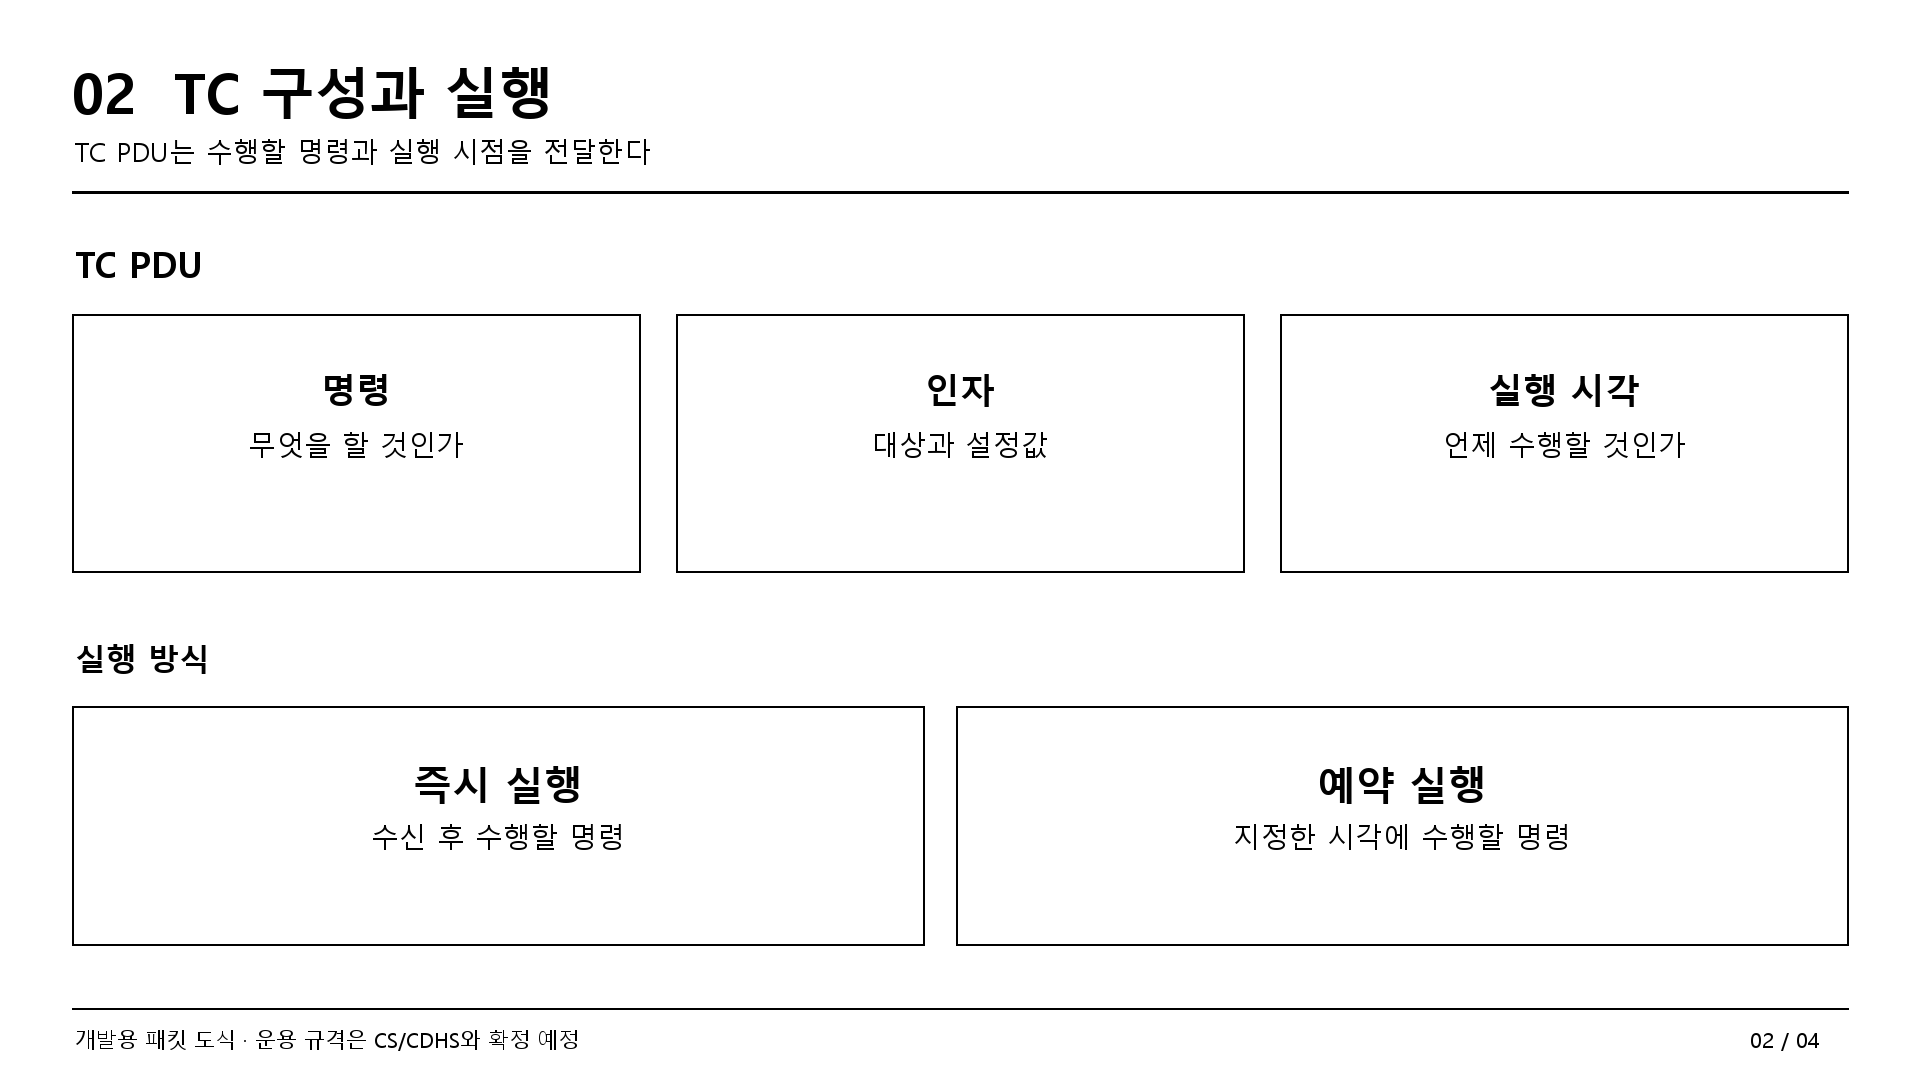 02 TC 구성과 실행
TC PDU는 수행할 명령과 실행 시점을 전달한다
TC PDU
명령
무엇을 할 것인가
인자
대상과 설정값
실행 시각
언제 수행할 것인가
실행 방식
즉시 실행
수신 후 수행할 명령
예약 실행
지정한 시각에 수행할 명령
개발용 패킷 도식 · 운용 규격은 CS/CDHS와 확정 예정
02 / 04